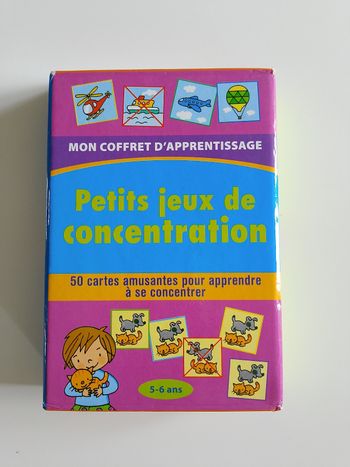 MON COFFRET D'APPRENTISSAGE
Petits jeux de
concentration
50 cartes amusantes pour apprendre
à se concentrer
5-6 ans